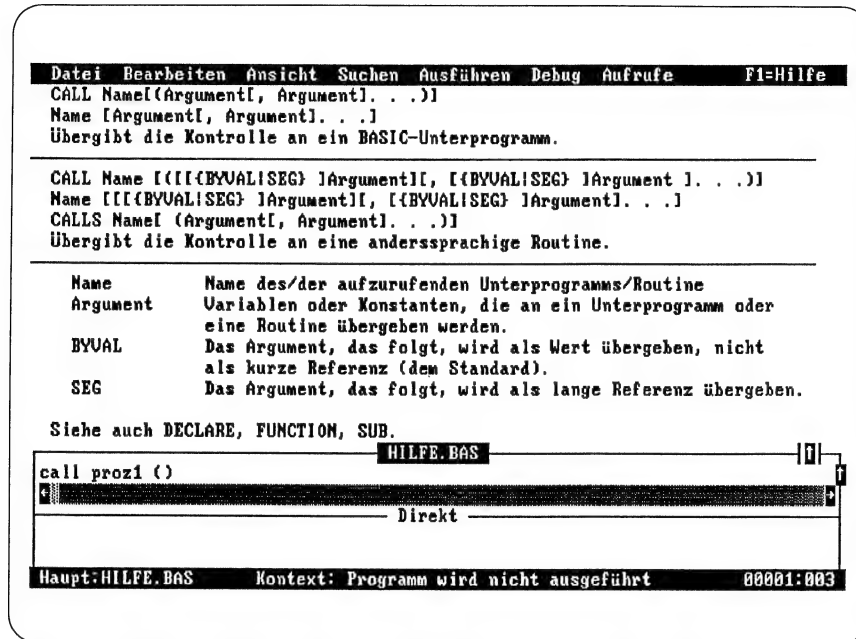 Datei Bearbeiten Ansicht Suchen Ausführen Debug Aufrufe F1=Hilfe
CALL Name[(Argument[, Argument]. . .)]
Name [Argument[, Argument]. . .]
Übergibt die Kontrolle an ein BASIC-Unterprogramm.
CALL Name [([[{BYVAL|SEG} ]Argument][, [{BYVAL|SEG} ]Argument ]. . .)]
Name [[[{BYVAL|SEG} ]Argument][, [{BYVAL|SEG} ]Argument]. . .]
CALLS Name[ (Argument[, Argument]. . .)]
Übergibt die Kontrolle an eine anderssprachige Routine.
Name Name des/der aufzurufenden Unterprogramms/Routine
Argument Variablen oder Konstanten, die an ein Unterprogramm oder
eine Routine übergeben werden.
BYVAL Das Argument, das folgt, wird als Wert übergeben, nicht
als kurze Referenz (dem Standard).
SEG Das Argument, das folgt, wird als lange Referenz übergeben.
Siehe auch DECLARE, FUNCTION, SUB.
HILFE.BAS
call proz1 ()
Direkt
Haupt:HILFE.BAS Kontext: Programm wird nicht ausgeführt 00001:003